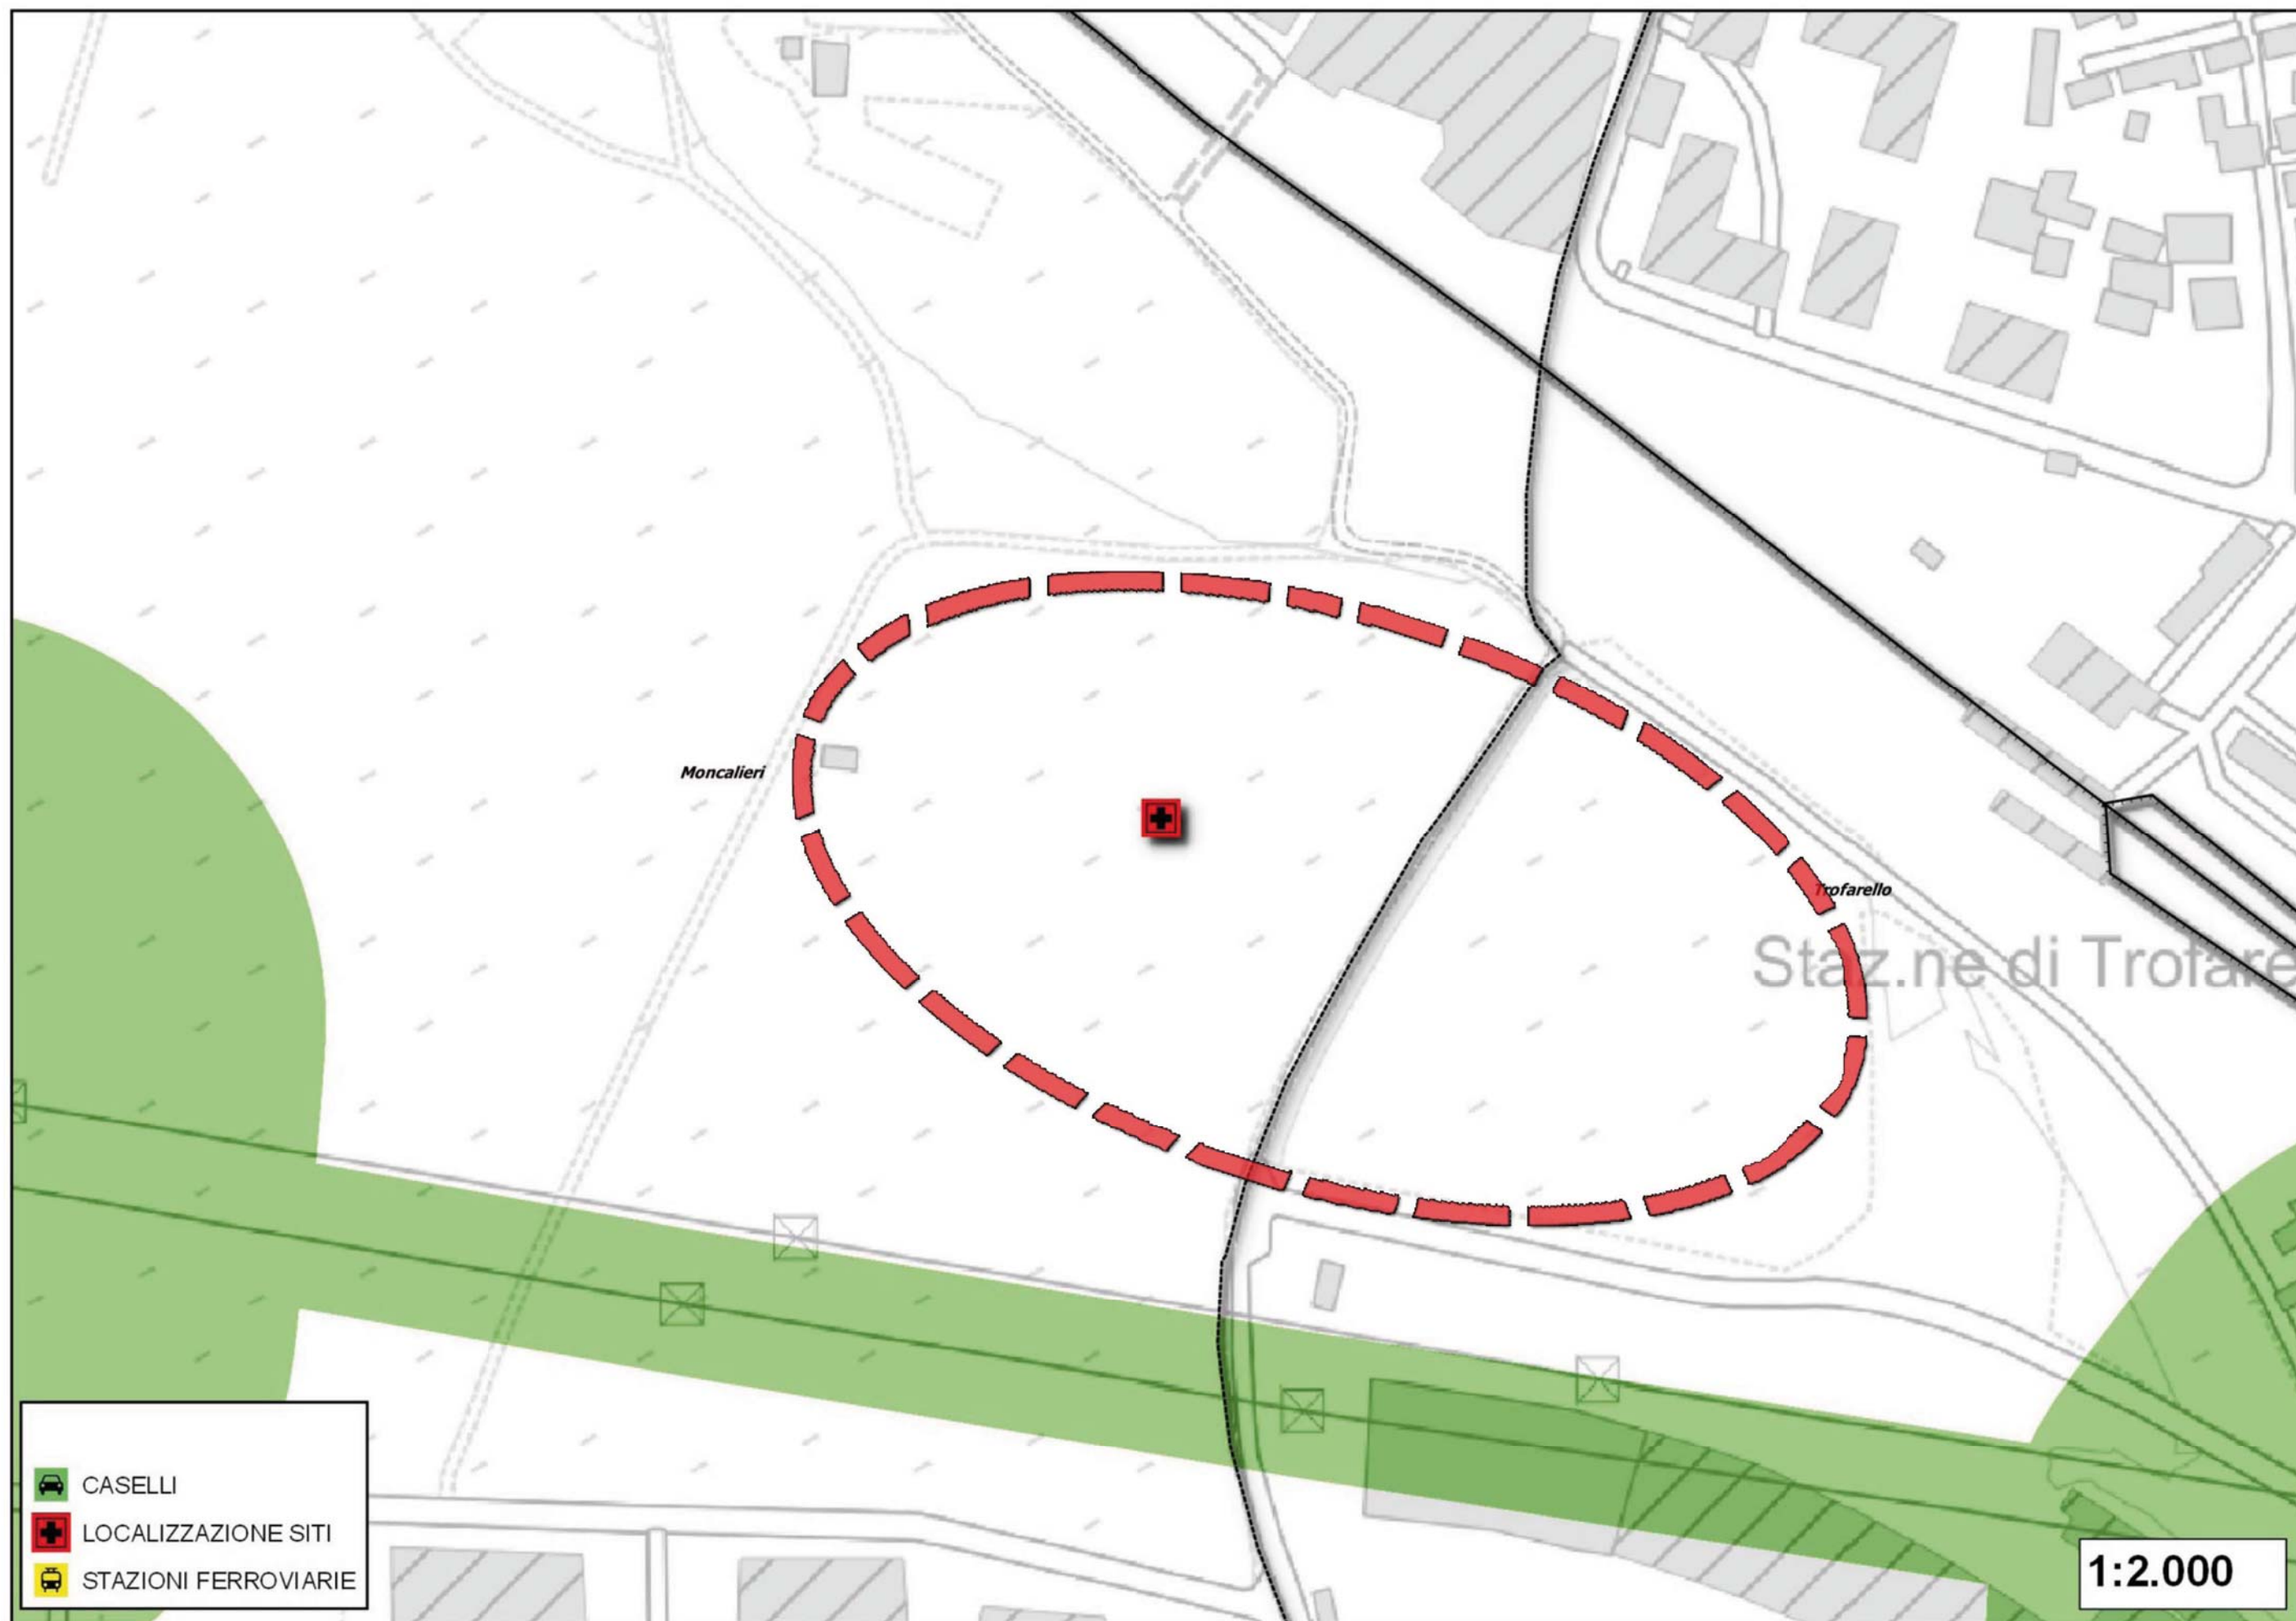 Moncalieri
Trofarello
Staz.ne di Trofare
CASELLI
LOCALIZZAZIONE SITI
STAZIONI FERROVIARIE
1:2.000